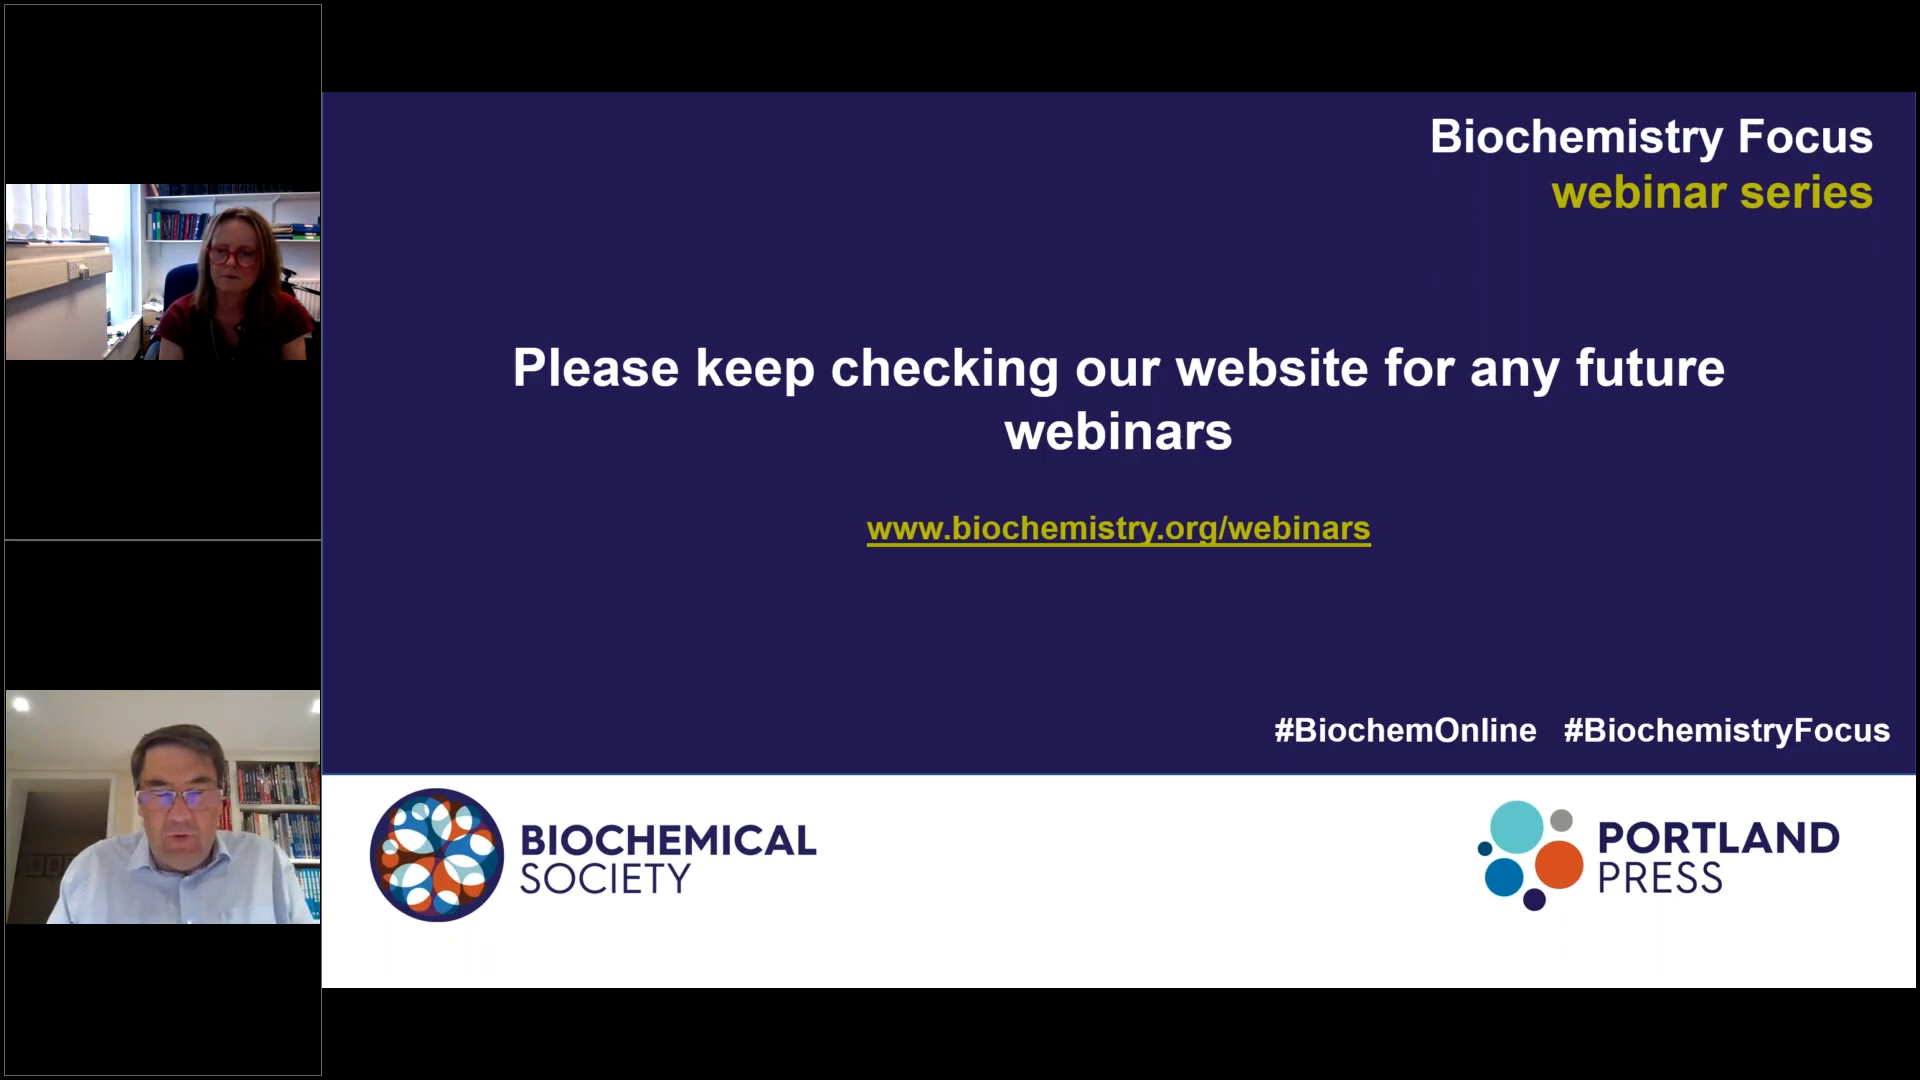 Biochemistry Focus
webinar series
Please keep checking our website for any future
webinars
www.biochemistry.org/webinars
#BiochemOnline #BiochemistryFocus
BIOCHEMICAL
SOCIETY
PORTLAND
PRESS